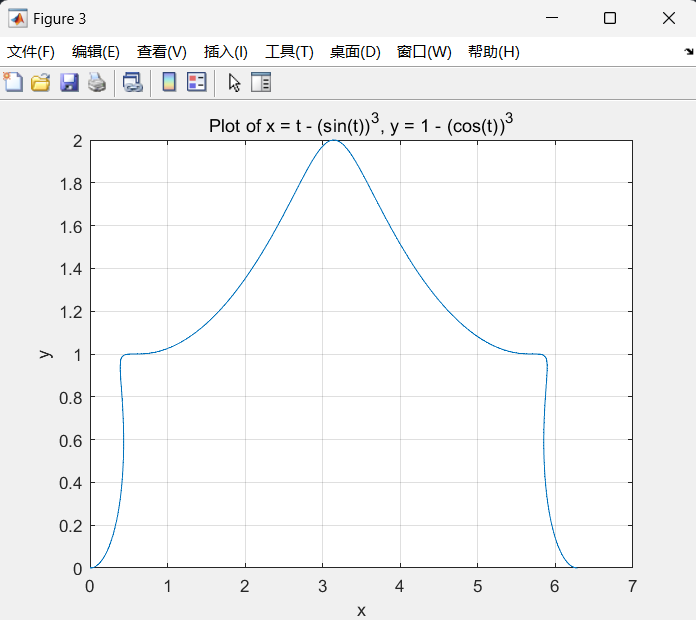 Figure 3
文件(F) 编辑(E) 查看(V) 插入(I) 工具(T) 桌面(D) 窗口(W) 帮助(H)
Plot of x = t - (sin(t))³, y = 1 - (cos(t))³
2
1.8
1.6
1.4
1.2
1
0.8
0.6
0.4
0.2
0
y
0 1 2 3 4 5 6 7
x